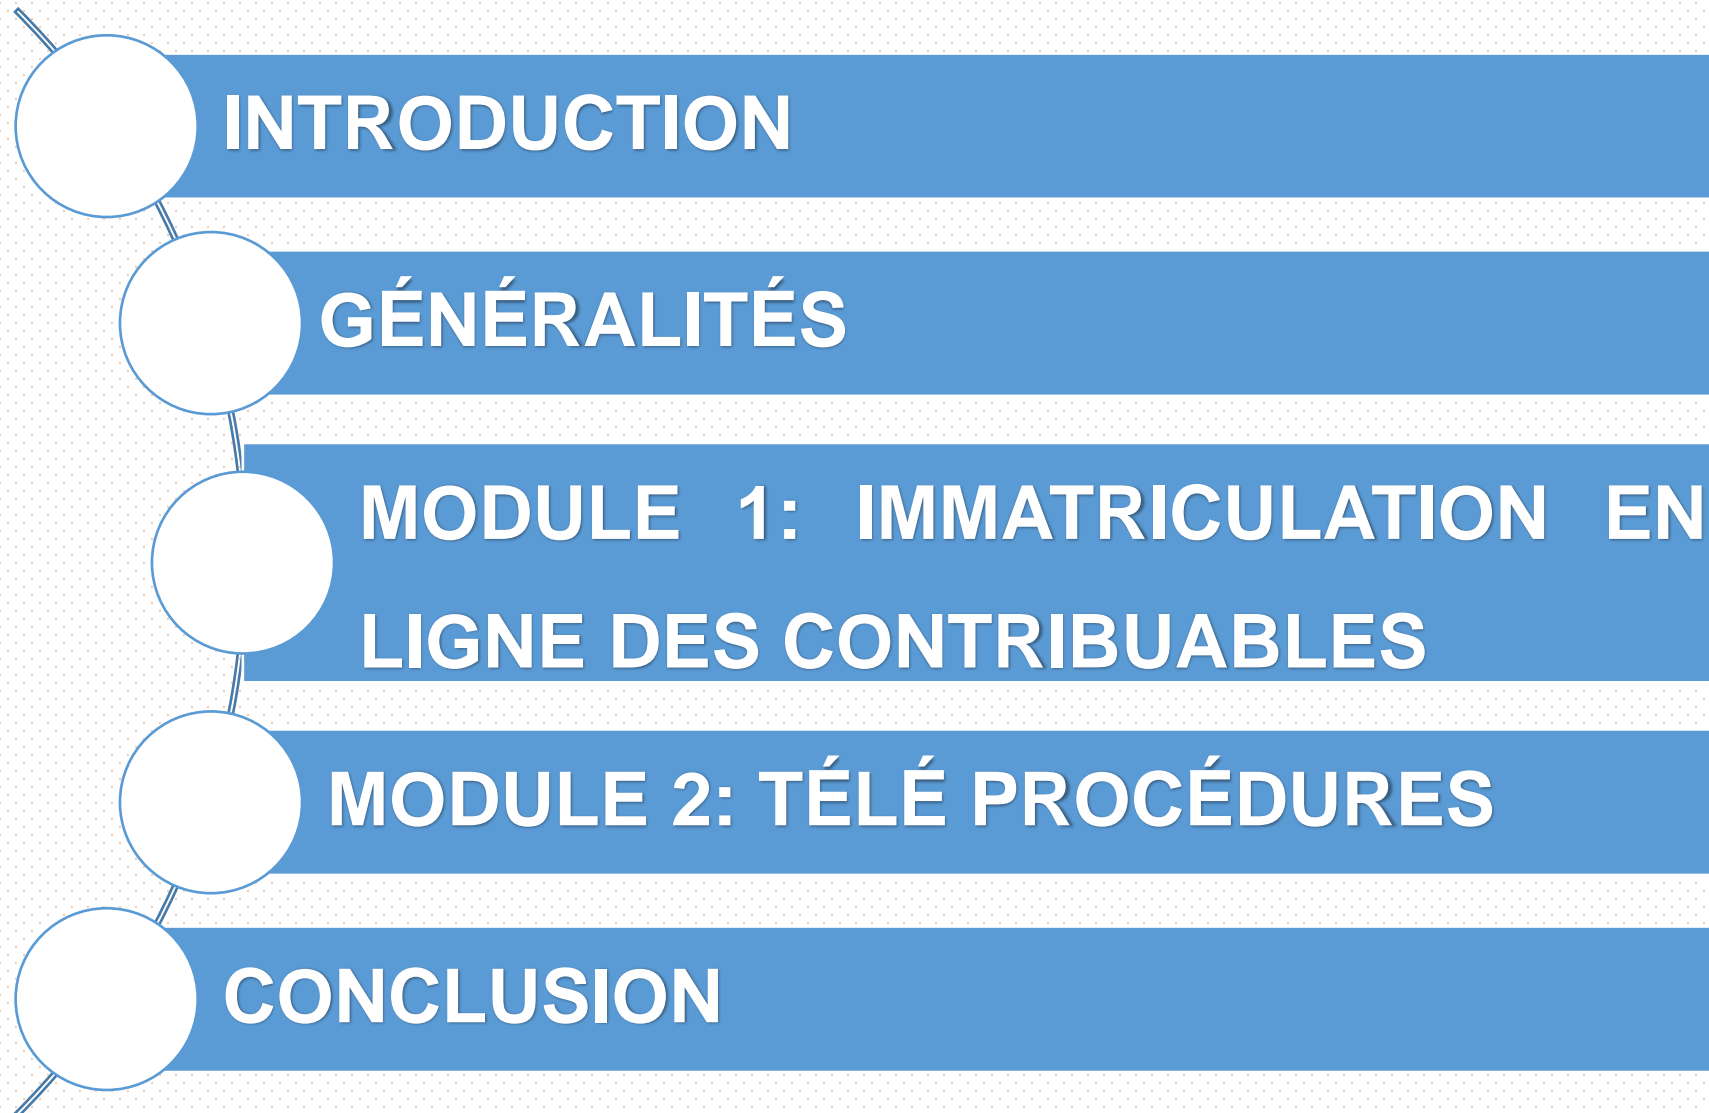 INTRODUCTION
GÉNÉRALITÉS
MODULE 1: IMMATRICULATION EN
LIGNE DES CONTRIBUABLES
MODULE 2: TÉLÉ PROCÉDURES
CONCLUSION